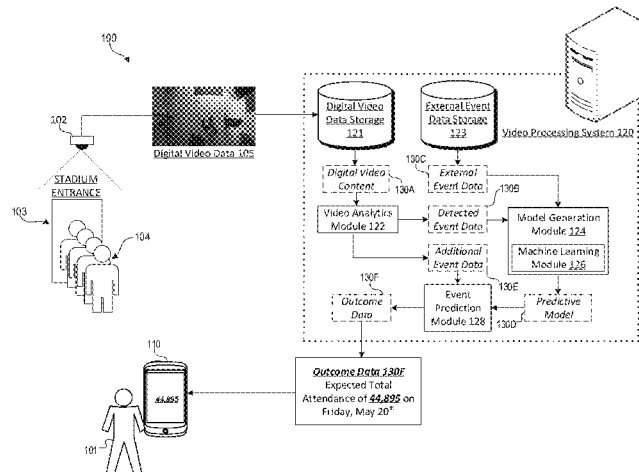 100
102
STADIUM
ENTRANCE
103
104
Digital Video Data 105
Digital Video
Data Storage
121
External Event
Data Storage
123
Video Processing System 120
Digital Video
Content
130A
130C
External
Event Data
130B
Video Analytics
Module 122
Detected
Event Data
Model Generation
Module 124
Machine Learning
Module 126
Additional
Event Data
130E
130F
Outcome
Data
Event
Prediction
Module 128
Predictive
Model
130D
110
44,895
101
Outcome Data 130F
Expected Total
Attendance of 44,895 on
Friday, May 20th